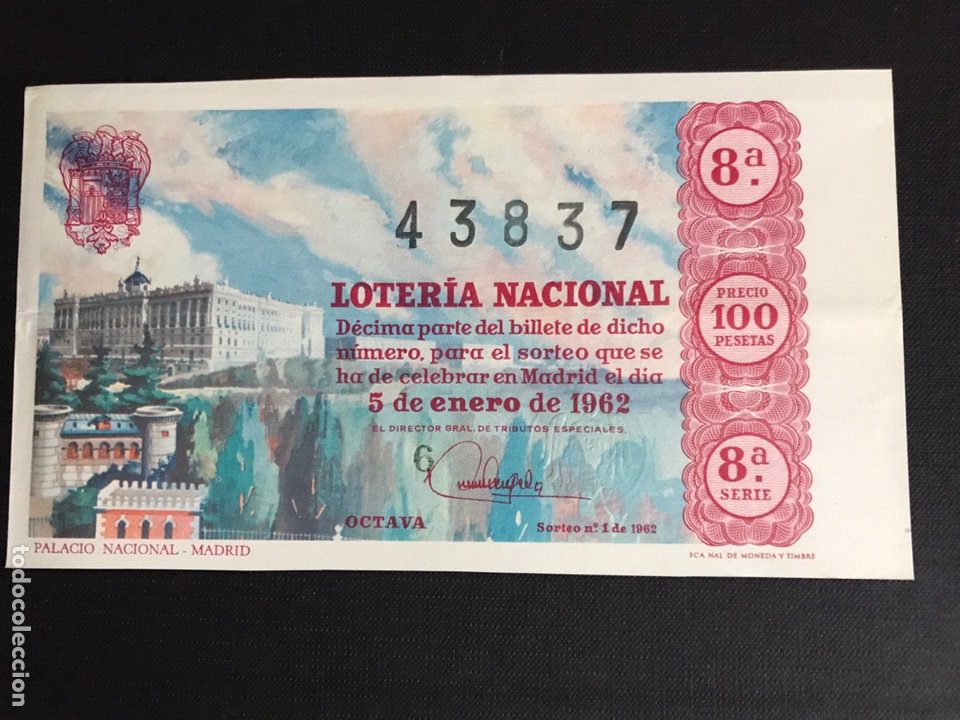 8ª.
43837
LOTERÍA NACIONAL
Décima parte del billete de dicho
número, para el sorteo que se
ha de celebrar en Madrid el día
5 de enero de 1962
EL DIRECTOR GRAL. DE TRIBUTOS ESPECIALES,
6
OCTAVA
Sorteo nº. 1 de 1962
PRECIO
100
PESETAS
8ª.
SERIE
PALACIO NACIONAL - MADRID
FCA NAL DE MONEDA Y TIMBRE
todocoleccion